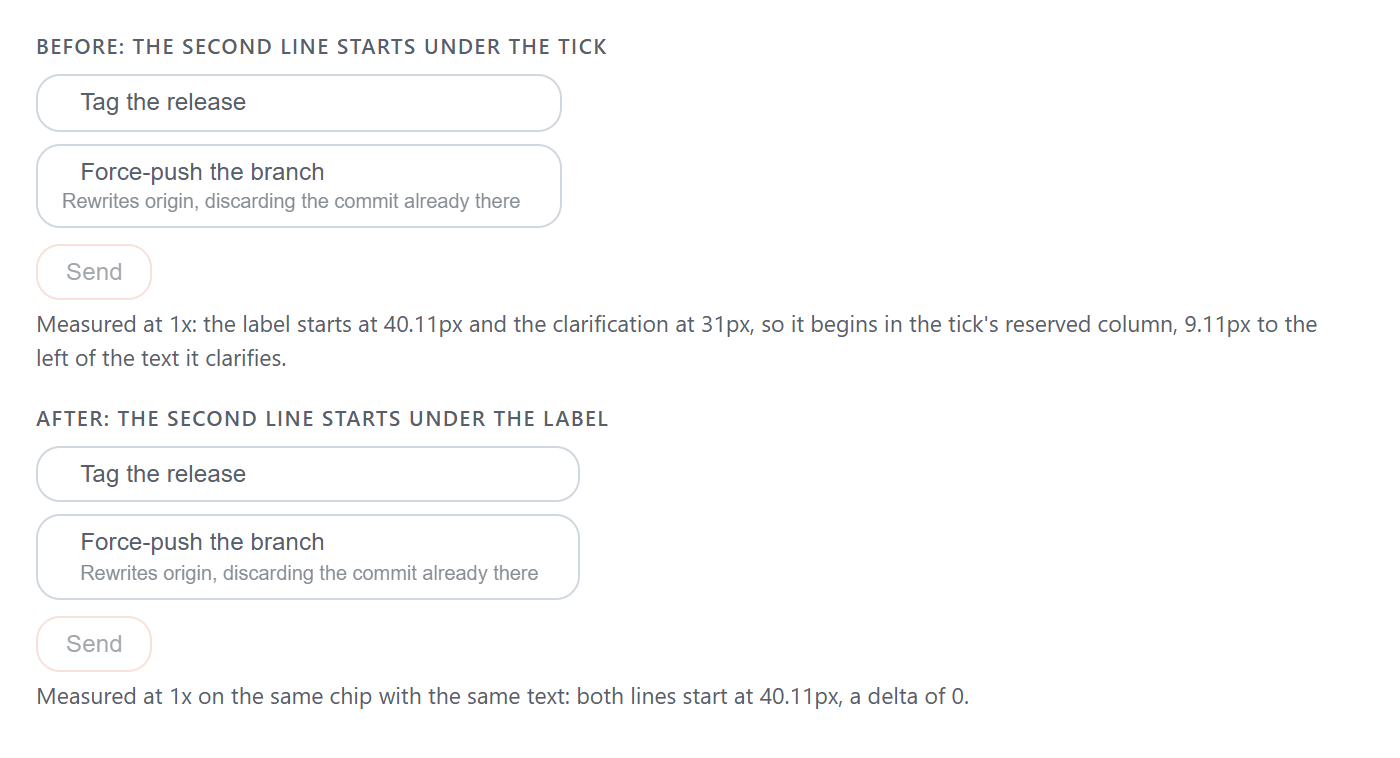 BEFORE: THE SECOND LINE STARTS UNDER THE TICK
Tag the release
Force-push the branch
Rewrites origin, discarding the commit already there
Send
Measured at 1x: the label starts at 40.11px and the clarification at 31px, so it begins in the tick's reserved column, 9.11px to the
left of the text it clarifies.
AFTER: THE SECOND LINE STARTS UNDER THE LABEL
Tag the release
Force-push the branch
Rewrites origin, discarding the commit already there
Send
Measured at 1x on the same chip with the same text: both lines start at 40.11px, a delta of 0.